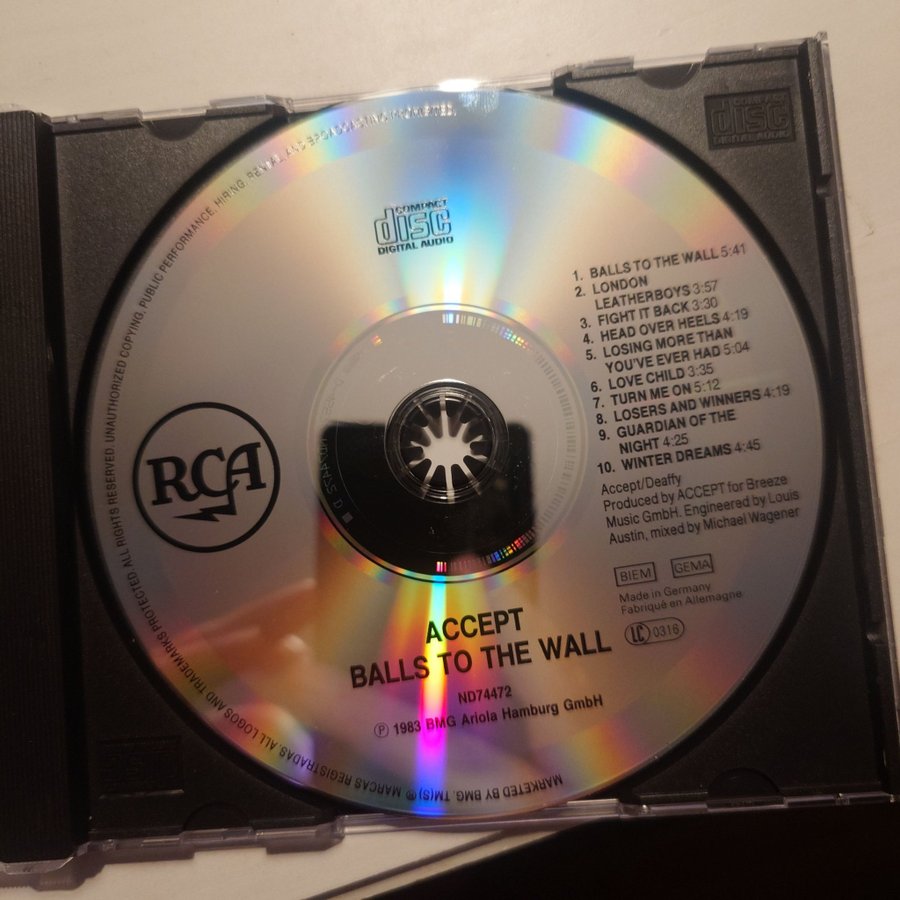 UNAUTHORIZED COPYING, PUBLIC PERFORMANCE, HIRING, RENTAL AND BROADCASTING PROHIBITED.
COMPACT
disc
DIGITAL AUDIO
COMPACT
disc
DIGITAL AUDIO
1. BALLS TO THE WALL 5:41
2. LONDON
LEATHERBOYS 3:57
3. FIGHT IT BACK 3:30
4. HEAD OVER HEELS 4:19
5. LOSING MORE THAN
YOU'VE EVER HAD 5:04
6. LOVE CHILD 3:35
7. TURN ME ON 5:12
8. LOSERS AND WINNERS 4:19
9. GUARDIAN OF THE
NIGHT 4:25
10. WINTER DREAMS 4:45
RCA
Accept/Deaffy
Produced by ACCEPT for Breeze
Music GmbH. Engineered by Louis
Austin, mixed by Michael Wagener
BIEM GEMA
Made in Germany
Fabriqué en Allemagne
LC 0316
ACCEPT
BALLS TO THE WALL
ND74472
Ⓟ 1983 BMG Ariola Hamburg GmbH
MARKETED BY BMG. TM(S) ® MARCAS REGISTRADAS. ALL LOGOS AND TRADEMARKS PROTECTED. ALL RIGHTS RESERVED.